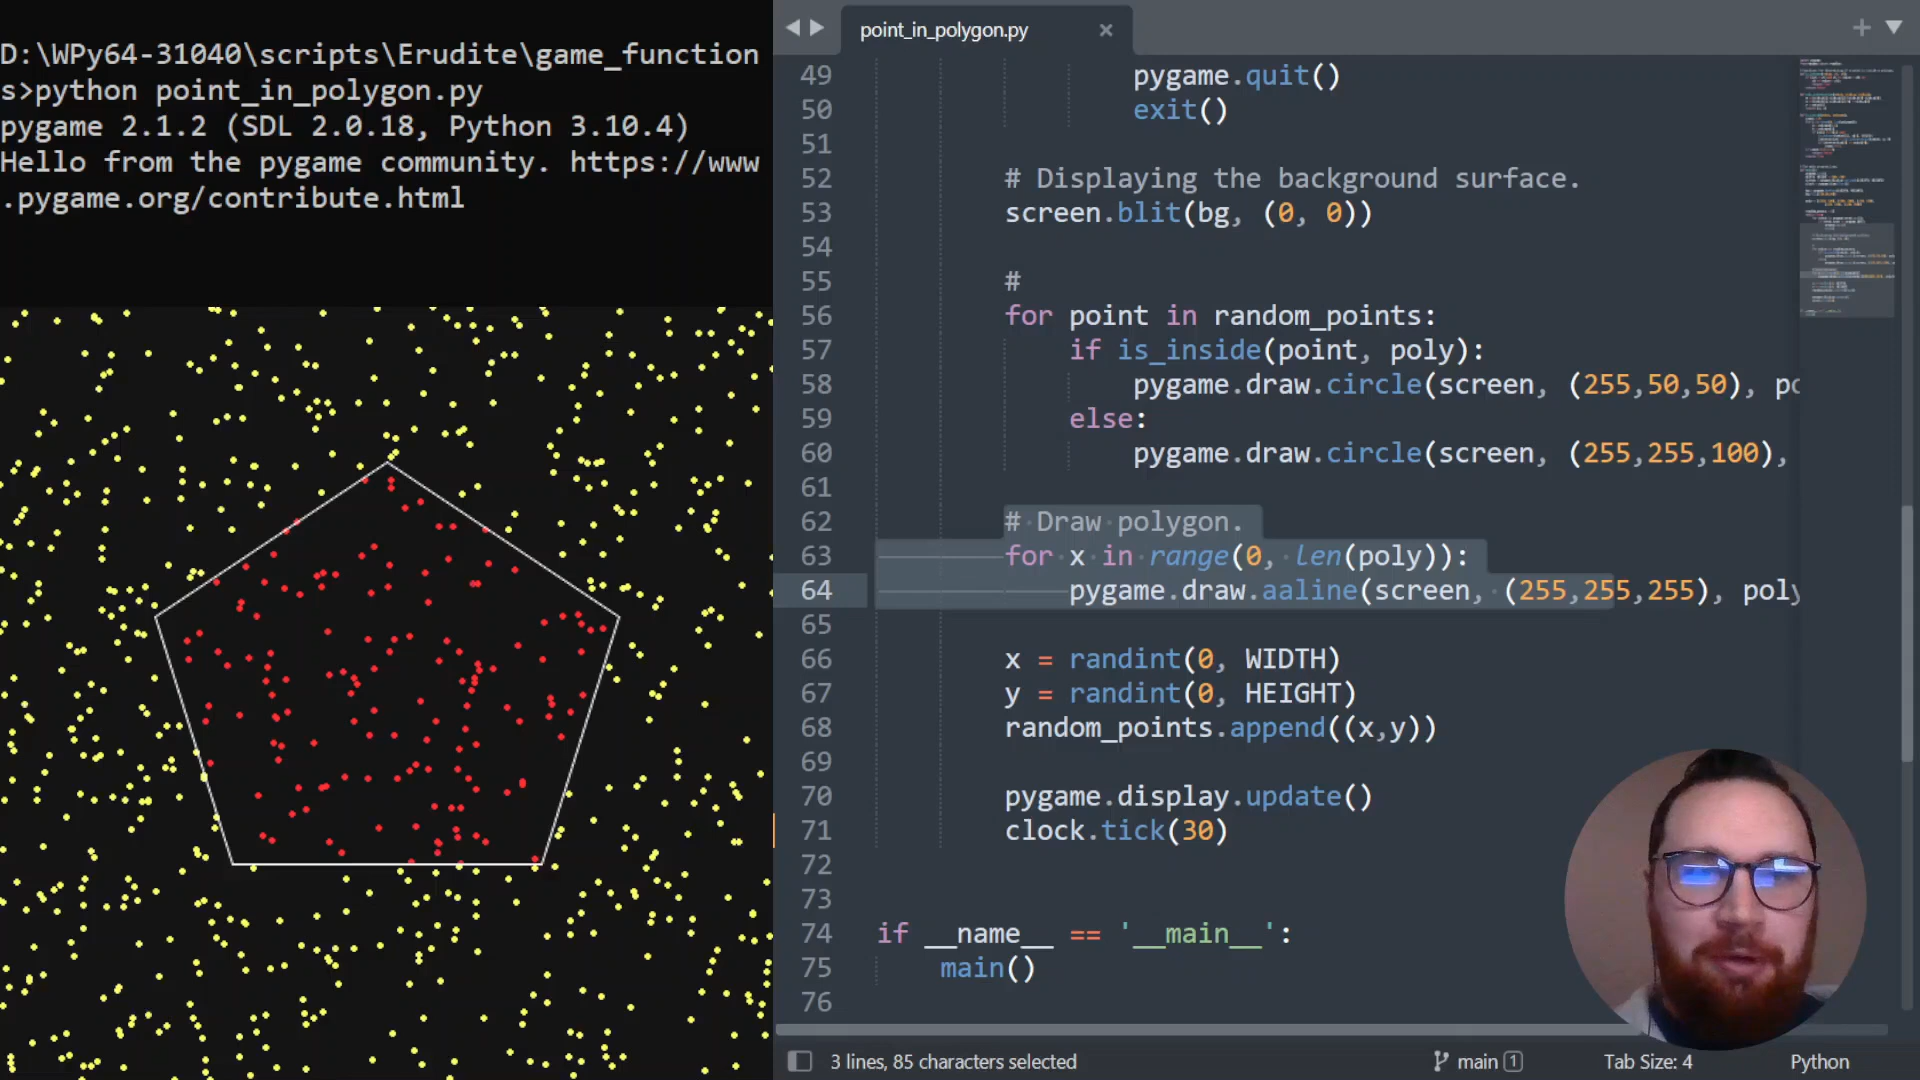 D:\WPy64-31040\scripts\Erudite\game_function
s>python point_in_polygon.py
pygame 2.1.2 (SDL 2.0.18, Python 3.10.4)
Hello from the pygame community. https://www
.pygame.org/contribute.html
point_in_polygon.py
49 pygame.quit()
50 exit()
51
52 # Displaying the background surface.
53 screen.blit(bg, (0, 0))
54
55 #
56 for point in random_points:
57 if is_inside(point, poly):
58 pygame.draw.circle(screen, (255,50,50), po
59 else:
60 pygame.draw.circle(screen, (255,255,100),
61
62 # Draw polygon.
63 for x in range(0, len(poly)):
64 pygame.draw.aaline(screen, (255,255,255), poly
65
66 x = randint(0, WIDTH)
67 y = randint(0, HEIGHT)
68 random_points.append((x,y))
69
70 pygame.display.update()
71 clock.tick(30)
72
73
74 if __name__ == '__main__':
75 main()
76
3 lines, 85 characters selected
main 1
Tab Size: 4
Python